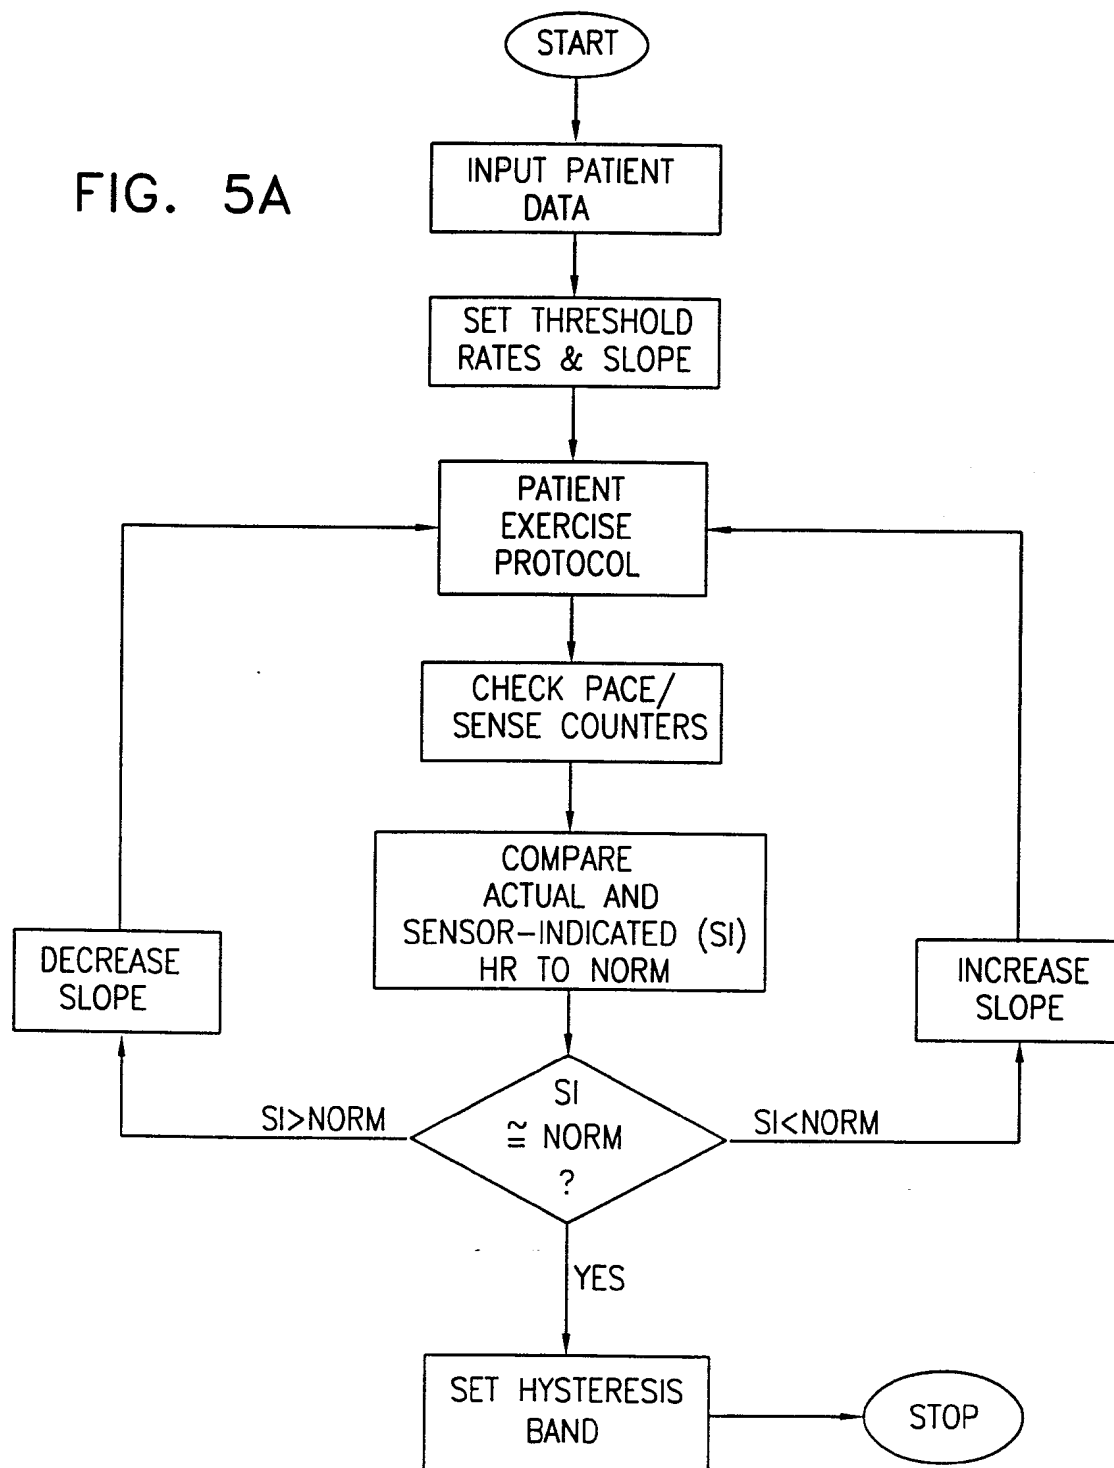 START
FIG. 5A
INPUT PATIENT
DATA
SET THRESHOLD
RATES & SLOPE
PATIENT
EXERCISE
PROTOCOL
CHECK PACE/
SENSE COUNTERS
COMPARE
ACTUAL AND
SENSOR-INDICATED (SI)
HR TO NORM
DECREASE
SLOPE
INCREASE
SLOPE
SI>NORM
SI
≅ NORM
?
SI<NORM
YES
SET HYSTERESIS
BAND
STOP